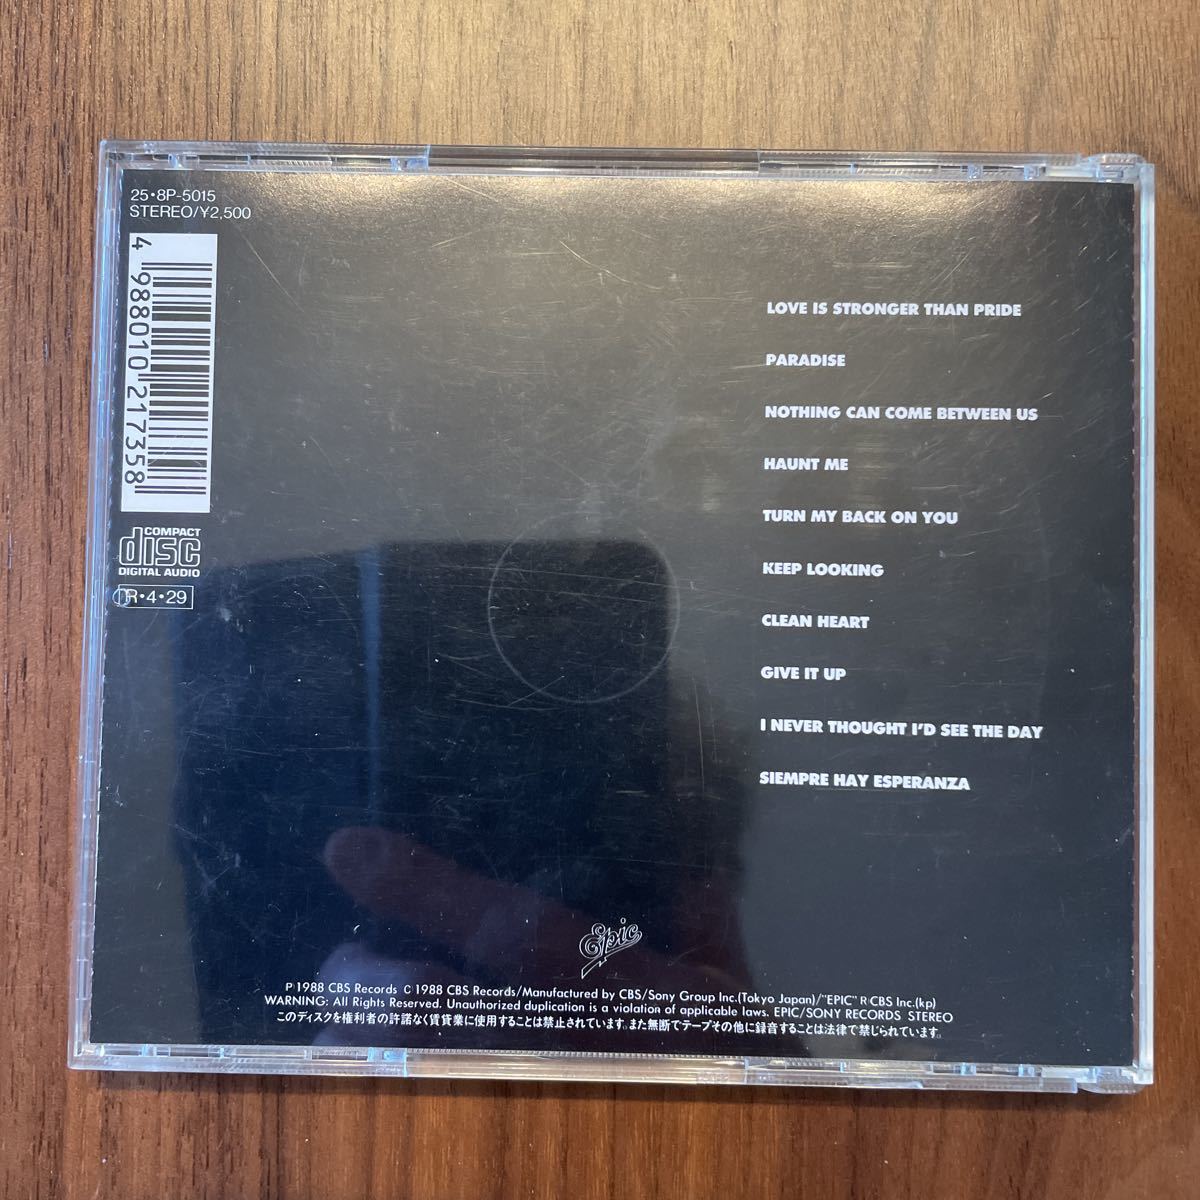 25•8P-5015
STEREO/¥2,500
4 988010 217358
COMPACT
disc
DIGITAL AUDIO
R•4•29
LOVE IS STRONGER THAN PRIDE
PARADISE
NOTHING CAN COME BETWEEN US
HAUNT ME
TURN MY BACK ON YOU
KEEP LOOKING
CLEAN HEART
GIVE IT UP
I NEVER THOUGHT I'D SEE THE DAY
SIEMPRE HAY ESPERANZA
Epic
P 1988 CBS Records C 1988 CBS Records/Manufactured by CBS/Sony Group Inc.(Tokyo Japan)/"EPIC" R CBS Inc.(kp)
WARNING: All Rights Reserved. Unauthorized duplication is a violation of applicable laws. EPIC/SONY RECORDS STEREO
このディスクを権利者の許諾なく賃貸業に使用することは禁止されています。また無断でテープその他に録音することは法律で禁じられています。